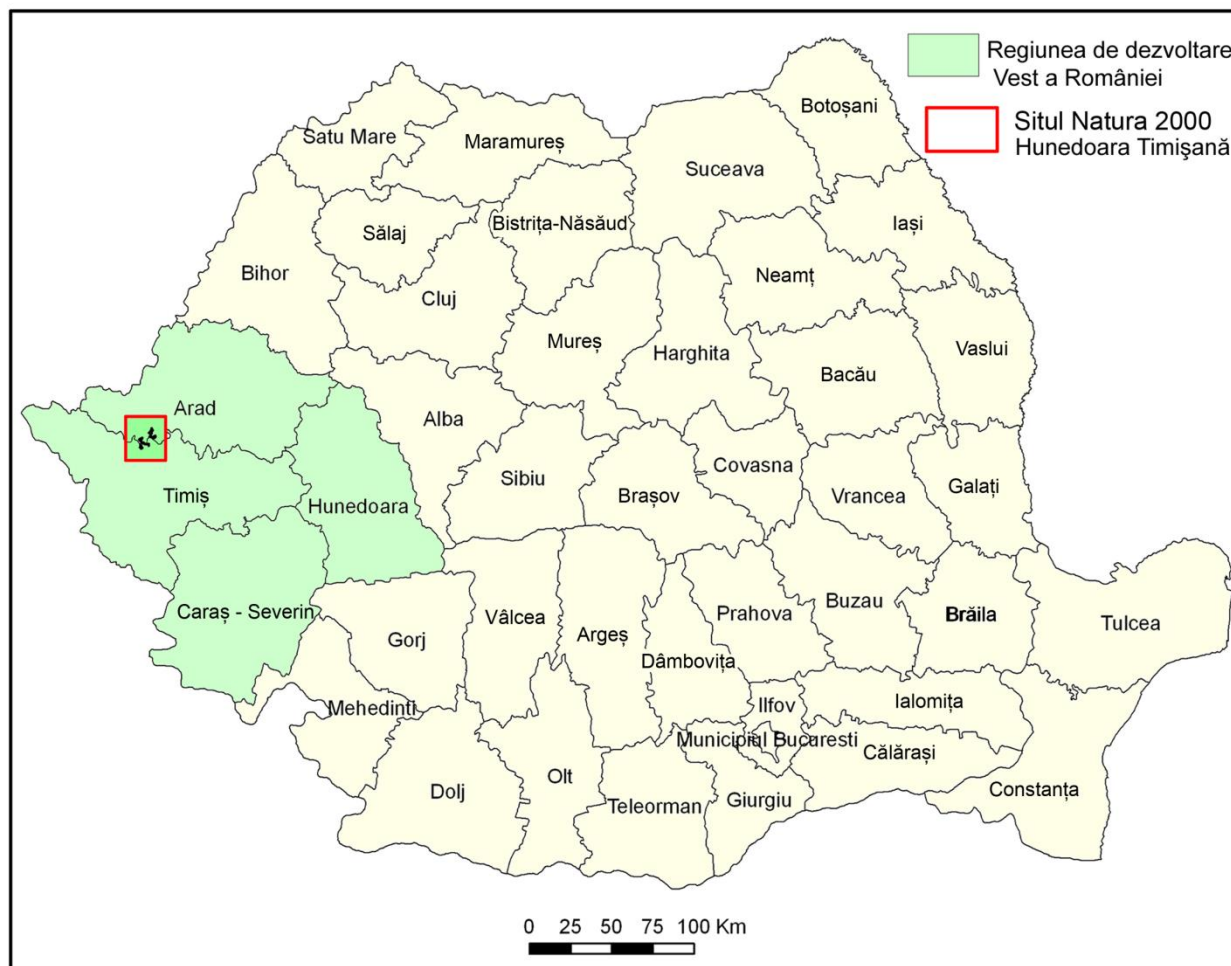 Regiunea de dezvoltare
Vest a României
Situl Natura 2000
Hunedoara Timişană
Botoșani
Satu Mare
Maramureș
Suceava
Iași
Bistrița-Năsăud
Sălaj
Bihor
Neamț
Cluj
Mureș
Harghita
Vaslui
Bacău
Arad
Alba
Covasna
Sibiu
Brașov
Vrancea
Galați
Timiș
Hunedoara
Caraș - Severin
Vâlcea
Prahova
Buzau
Brăila
Tulcea
Gorj
Argeș
Dâmbovița
Mehedinti
Ilfov
Ialomița
Municipiul Bucuresti
Călărași
Constanța
Dolj
Olt
Teleorman
Giurgiu
0 25 50 75 100 Km